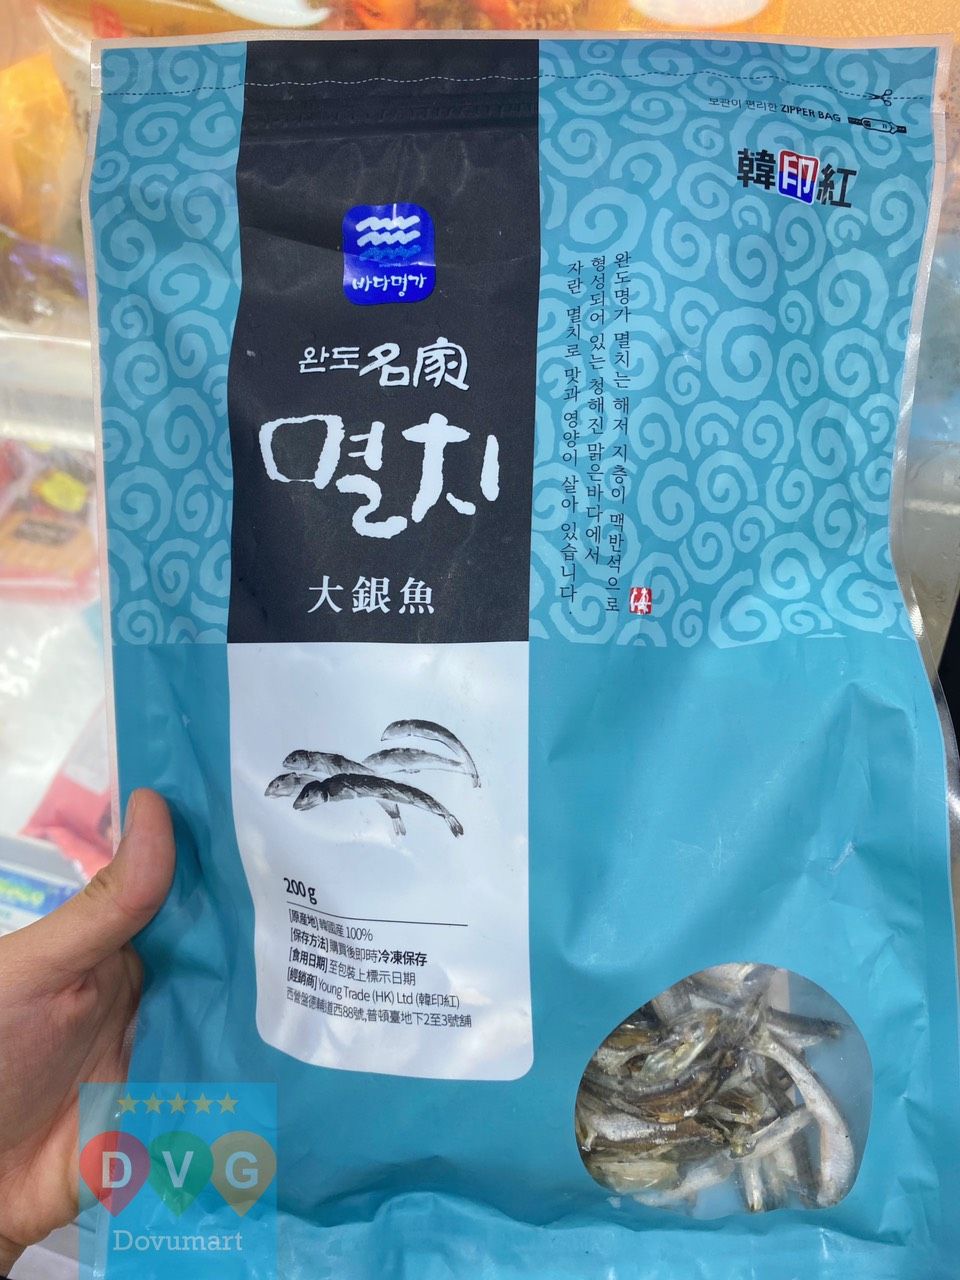 보관이 편리한 ZIPPER BAG
韓印紅
바다명가
완도名家
멸치
大銀魚
완도명가 멸치는 해저 지층이 맥반석으로
형성되어 있는 청해진 맑은바다에서
자란 멸치로 맛과 영양이 살아 있습니다.
200g
[原産地]韓國産 100%
[保存方法]購買後即時冷凍保存
[食用日期]至包裝上標示日期
[經銷商]Young Trade (HK) Ltd (韓印紅)
西營盤德輔道西88號,普頓臺地下2至3號舖
D V G
Dovumart